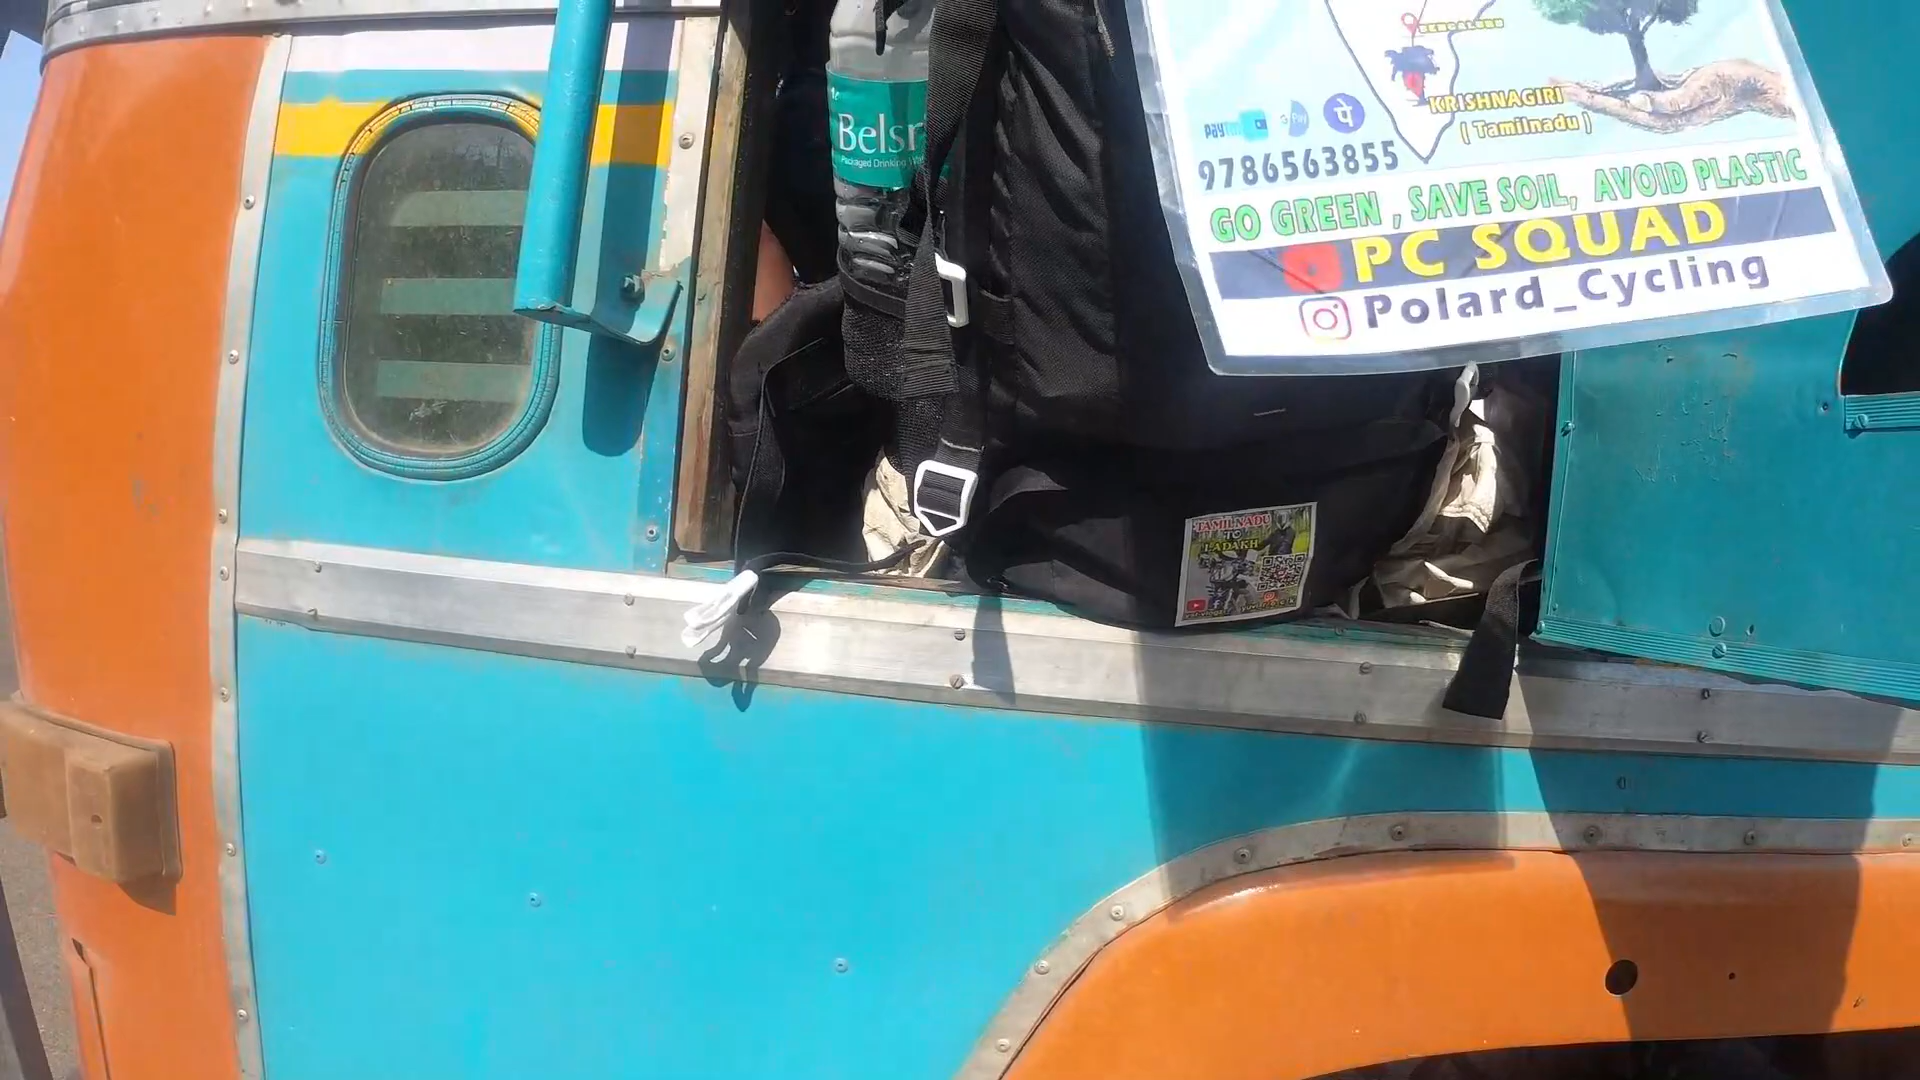 BENGALURU
KRISHNAGIRI
( Tamilnadu )
Pay
9786563855
GO GREEN , SAVE SOIL, AVOID PLASTIC
PC SQUAD
Polard_Cycling
Belsr
Packaged Drinking
TAMILNADU
TO
LADAKH